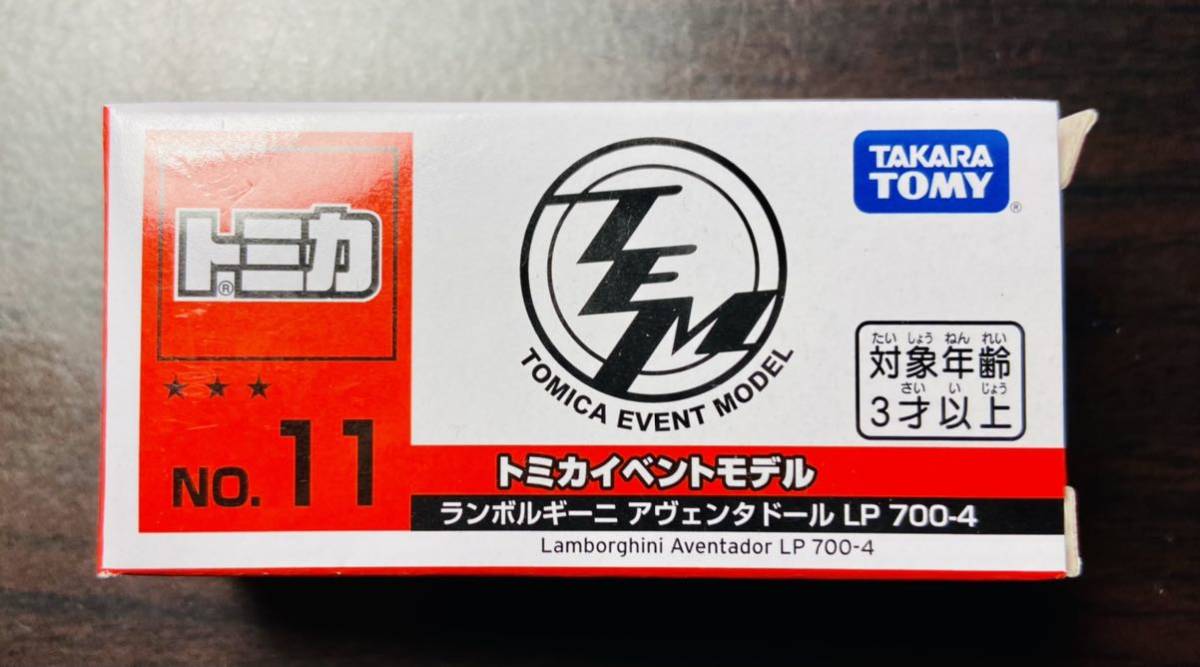 トミカ®
NO. 11
TEM
TOMICA EVENT MODEL
TAKARA
TOMY®
たいしょうねんれい
対象年齢
さいいじょう
3才以上
トミカイベントモデル
ランボルギーニ アヴェンタドール LP 700-4
Lamborghini Aventador LP 700-4